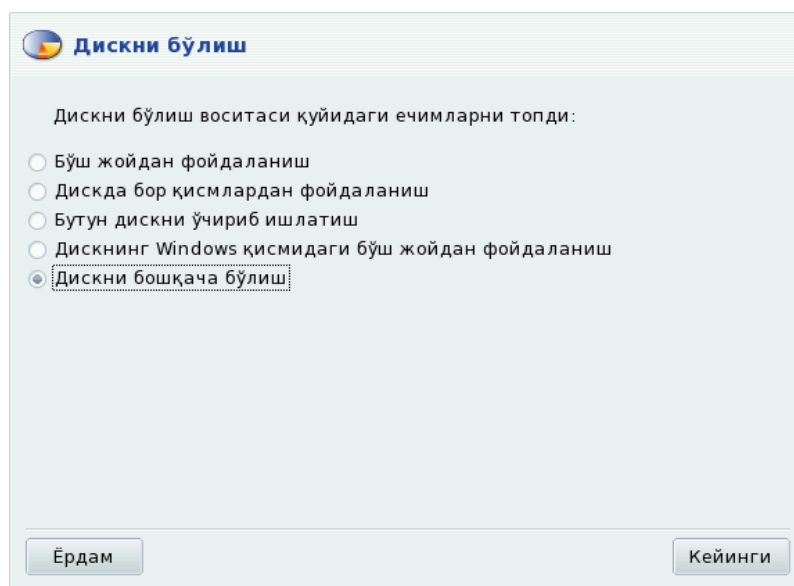 Дискни бўлиш
Дискни бўлиш воситаси қуйидаги ечимларни топди:
Бўш жойдан фойдаланиш
Дискда бор қисмлардан фойдаланиш
Бутун дискни ўчириб ишлатиш
Дискнинг Windows қисмидаги бўш жойдан фойдаланиш
Дискни бошқача бўлиш
Ёрдам
Кейинги